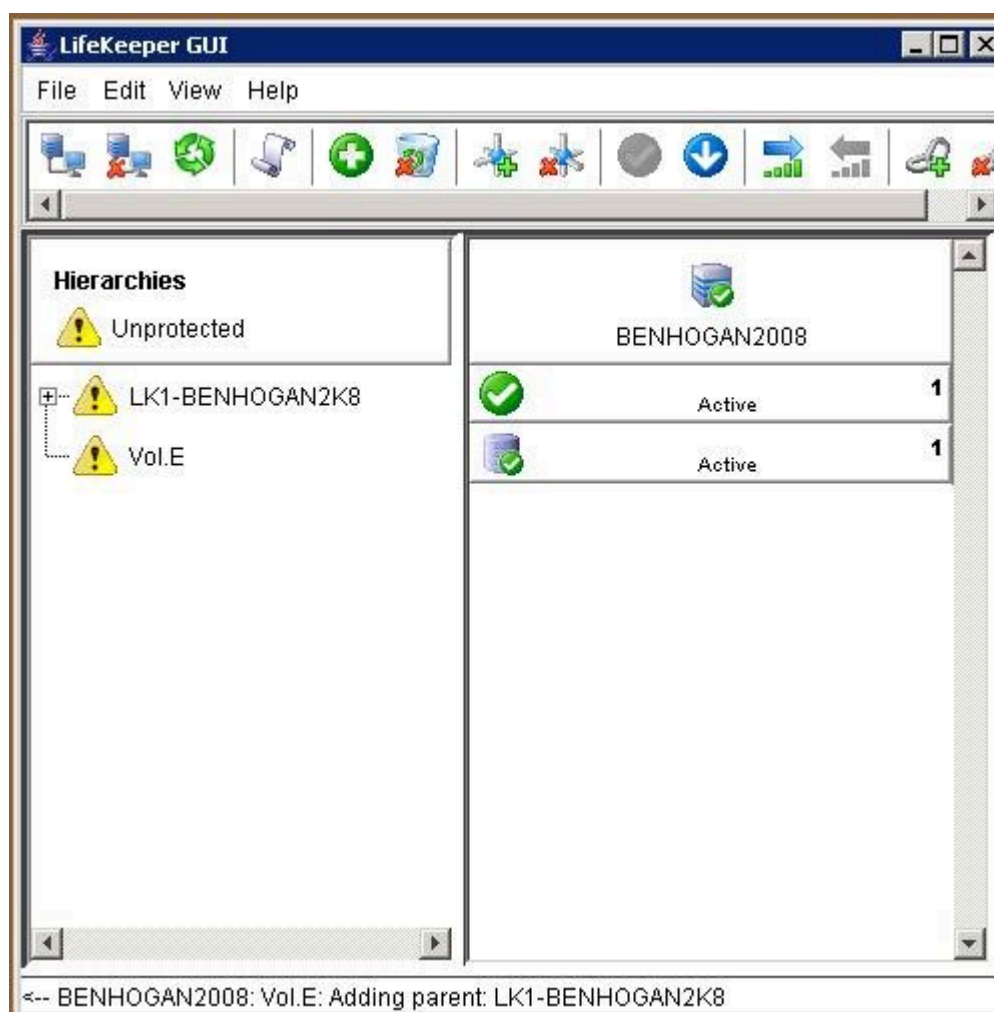 LifeKeeper GUI
File Edit View Help
Hierarchies
Unprotected
BENHOGAN2008
LK1-BENHOGAN2K8
Active 1
Vol.E
Active 1
<-- BENHOGAN2008: Vol.E: Adding parent: LK1-BENHOGAN2K8